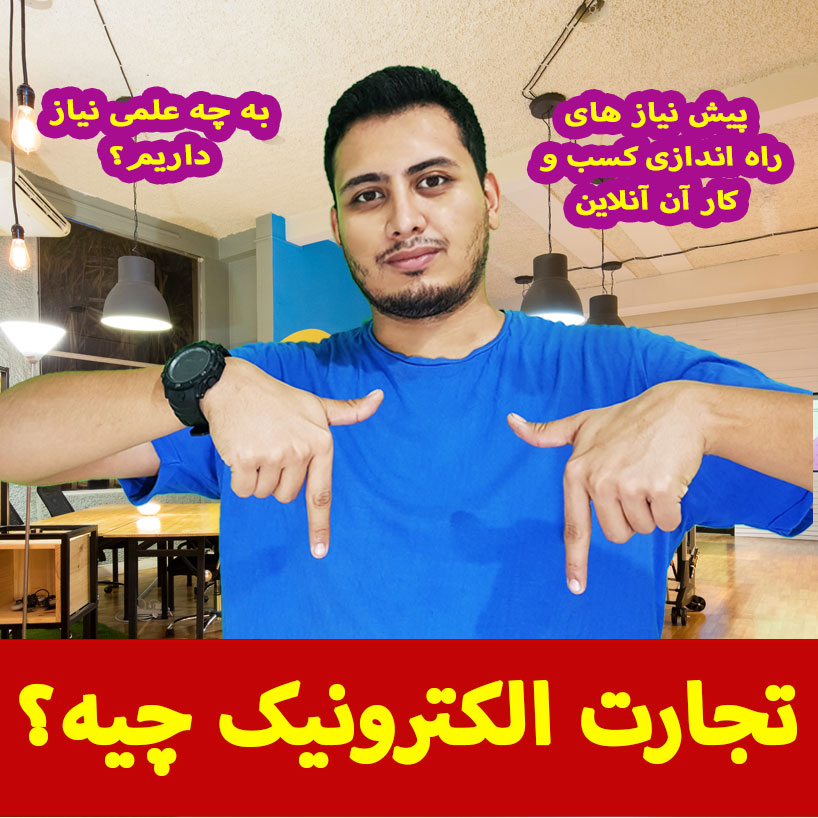 پیش نیاز های
راه اندازی کسب و
کار آن آنلاین
به چه علمی نیاز
داریم؟
تجارت الکترونیک چیه؟